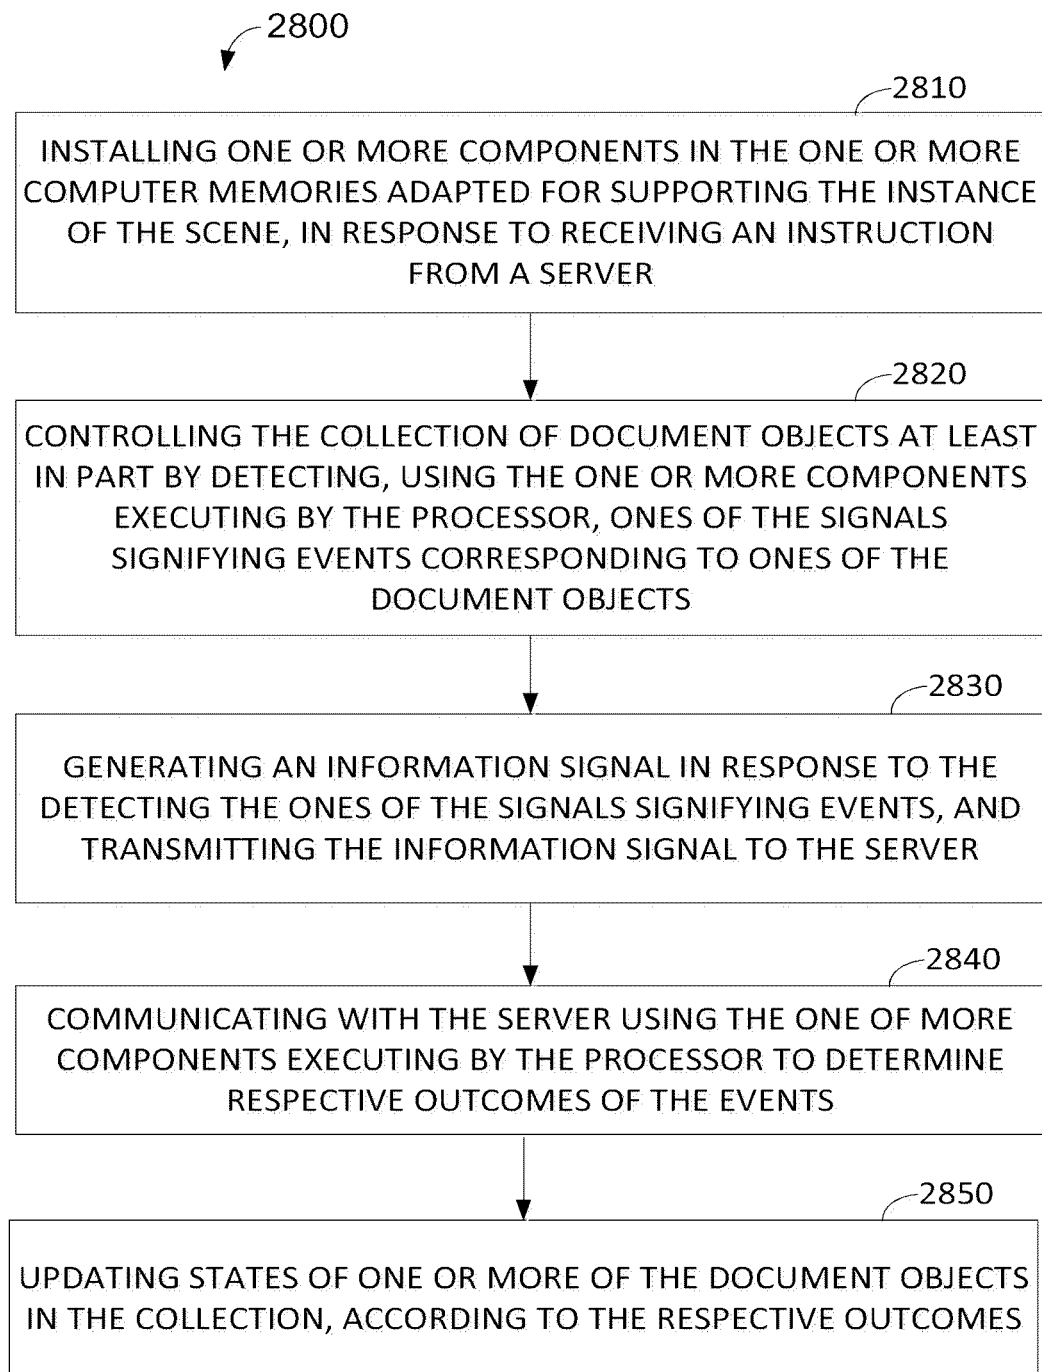 2800
2810
INSTALLING ONE OR MORE COMPONENTS IN THE ONE OR MORE
COMPUTER MEMORIES ADAPTED FOR SUPPORTING THE INSTANCE
OF THE SCENE, IN RESPONSE TO RECEIVING AN INSTRUCTION
FROM A SERVER
2820
CONTROLLING THE COLLECTION OF DOCUMENT OBJECTS AT LEAST
IN PART BY DETECTING, USING THE ONE OR MORE COMPONENTS
EXECUTING BY THE PROCESSOR, ONES OF THE SIGNALS
SIGNIFYING EVENTS CORRESPONDING TO ONES OF THE
DOCUMENT OBJECTS
2830
GENERATING AN INFORMATION SIGNAL IN RESPONSE TO THE
DETECTING THE ONES OF THE SIGNALS SIGNIFYING EVENTS, AND
TRANSMITTING THE INFORMATION SIGNAL TO THE SERVER
2840
COMMUNICATING WITH THE SERVER USING THE ONE OF MORE
COMPONENTS EXECUTING BY THE PROCESSOR TO DETERMINE
RESPECTIVE OUTCOMES OF THE EVENTS
2850
UPDATING STATES OF ONE OR MORE OF THE DOCUMENT OBJECTS
IN THE COLLECTION, ACCORDING TO THE RESPECTIVE OUTCOMES